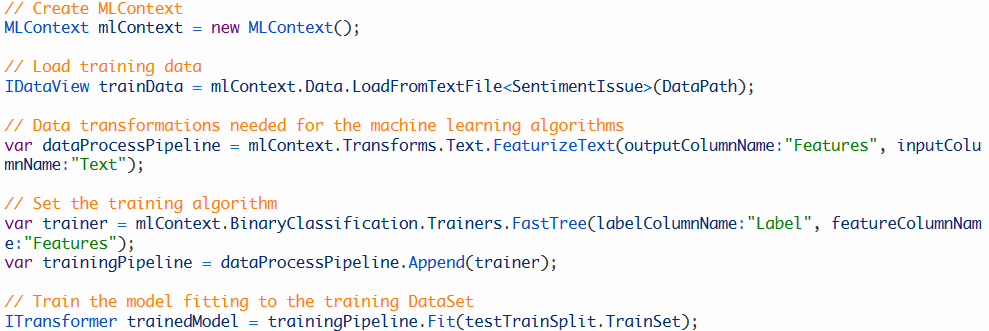 // Create MLContext
MLContext mlContext = new MLContext();
// Load training data
IDataView trainData = mlContext.Data.LoadFromTextFile<SentimentIssue>(DataPath);
// Data transformations needed for the machine learning algorithms
var dataProcessPipeline = mlContext.Transforms.Text.FeaturizeText(outputColumnName:"Features", inputColu
mnName:"Text");
// Set the training algorithm
var trainer = mlContext.BinaryClassification.Trainers.FastTree(labelColumnName:"Label", featureColumnNam
e:"Features");
var trainingPipeline = dataProcessPipeline.Append(trainer);
// Train the model fitting to the training DataSet
ITransformer trainedModel = trainingPipeline.Fit(testTrainSplit.TrainSet);